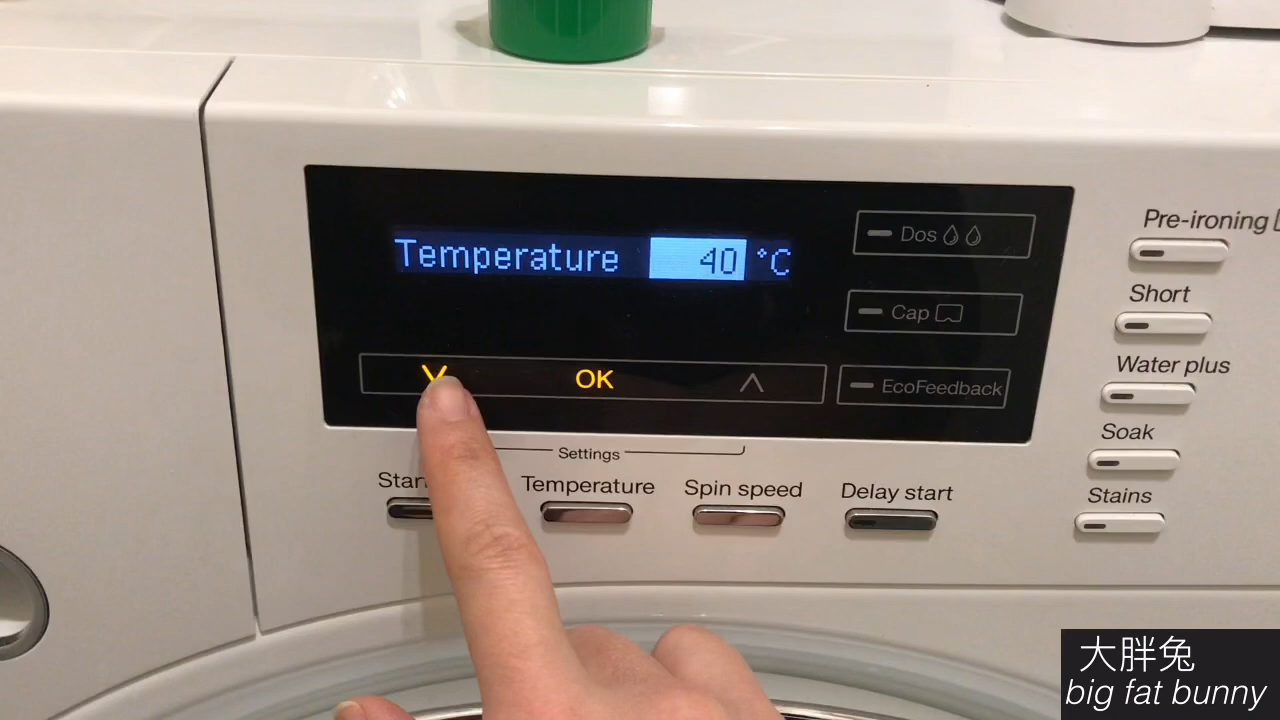 Temperature 40 °C
Dos
Cap
OK
EcoFeedback
Settings
Temperature
Spin speed
Delay start
Pre-ironing
Short
Water plus
Soak
Stains
大胖兔
big fat bunny